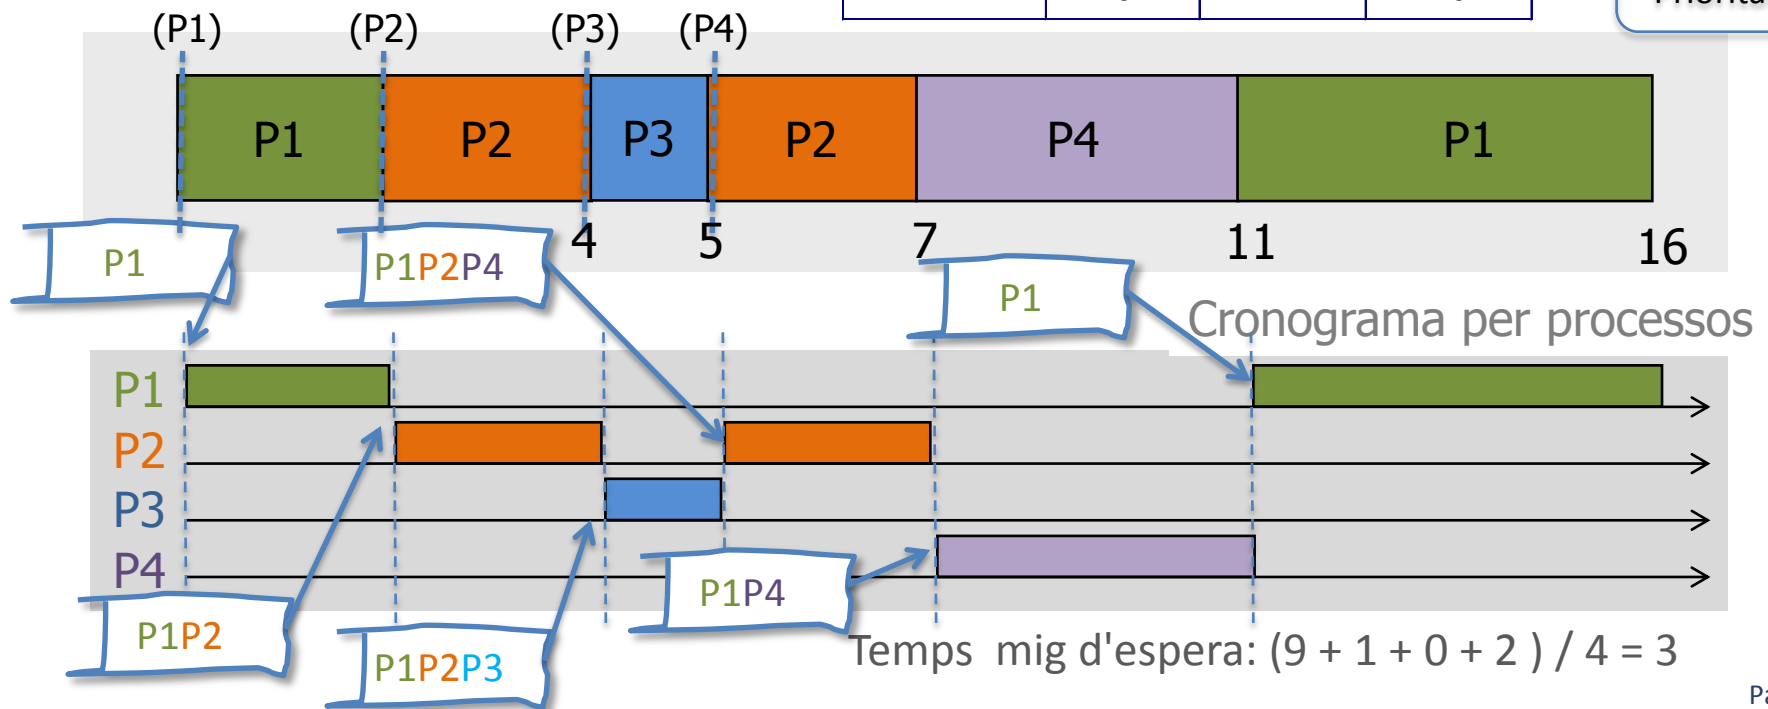 (P1) (P2) (P3) (P4)
P1 P2 P3 P2 P4 P1
4 5 7 11 16
P1
P1P2P4
P1
Cronograma per processos
P1
P2
P3
P4
P1P2
P1P2P3
P1P4
Temps mig d'espera: (9 + 1 + 0 + 2 ) / 4 = 3